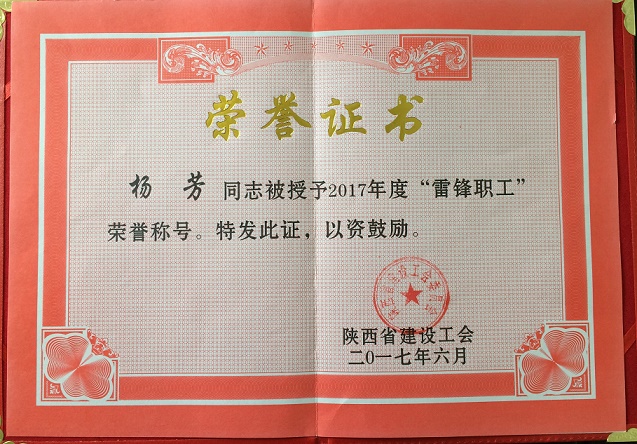 荣誉证书
杨芳 同志被授予2017年度“雷锋职工”
荣誉称号。特发此证，以资鼓励。
陕西省建设工会
二〇一七年六月